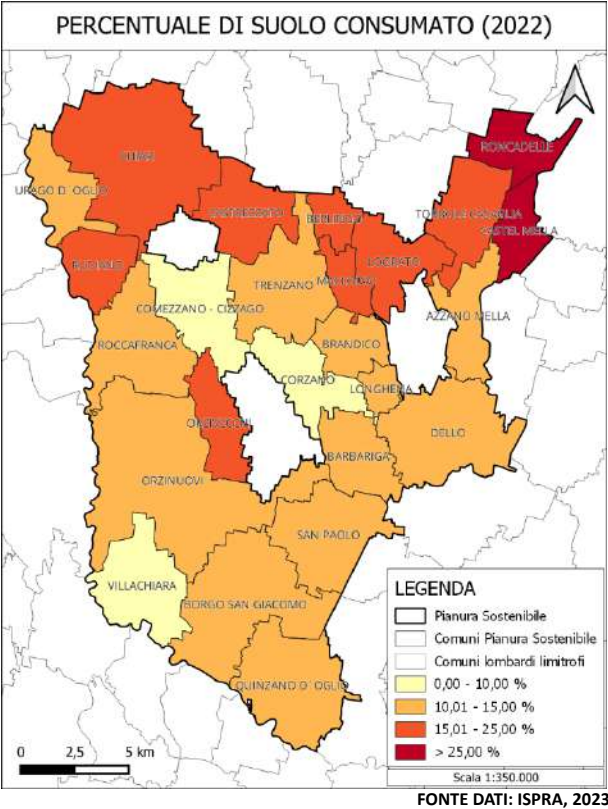 PERCENTUALE DI SUOLO CONSUMATO (2022)
RONCADELLE
CHIARI
URAGO D' OGLIO
CASTREZZATO
BERLINGO
TORBOLE CASAGLIA
CASTEL MELLA
RUDIANO
LOGRATO
TRENZANO
MACLODIO
COMEZZANO - CIZZAGO
AZZANO MELLA
ROCCAFRANCA
BRANDICO
CORZANO
LONGHENA
ORZIVECCHI
DELLO
BARBARIGA
ORZINUOVI
SAN PAOLO
VILLACHIARA
BORGO SAN GIACOMO
QUINZANO D' OGLIO
LEGENDA
Pianura Sostenibile
Comuni Pianura Sostenibile
Comuni lombardi limitrofi
0,00 - 10,00 %
10,01 - 15,00 %
15,01 - 25,00 %
> 25,00 %
0 2,5 5 km
Scala 1:350.000
FONTE DATI: ISPRA, 2023